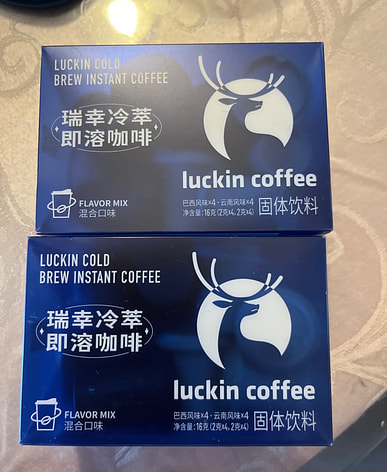 LUCKIN COLD
BREW INSTANT COFFEE
瑞幸冷萃
即溶咖啡
luckin coffee
FLAVOR MIX
混合口味
巴西风味×4·云南风味×4
净含量:16克(2克×4,2克×4)
固体饮料
LUCKIN COLD
BREW INSTANT COFFEE
瑞幸冷萃
即溶咖啡
luckin coffee
FLAVOR MIX
混合口味
巴西风味×4·云南风味×4
净含量:16克(2克×4,2克×4)
固体饮料